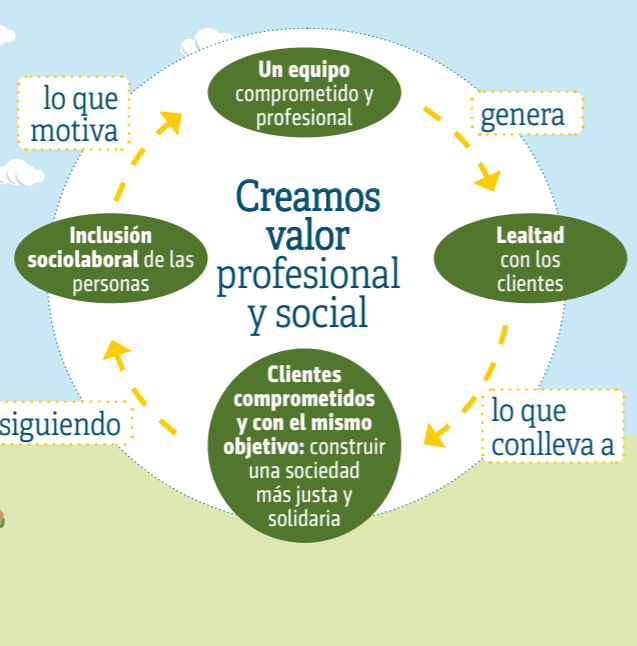 Un equipo
comprometido y
profesional
genera
Lealtad
con los
clientes
lo que
conlleva a
Clientes
comprometidos
y con el mismo
objetivo: construir
una sociedad
más justa y
solidaria
siguiendo
Inclusión
sociolaboral de las
personas
lo que
motiva
Creamos
valor
profesional
y social